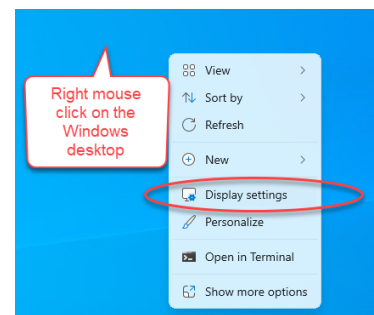 Right mouse
click on the
Windows
desktop
View
Sort by
Refresh
New
Display settings
Personalize
Open in Terminal
Show more options